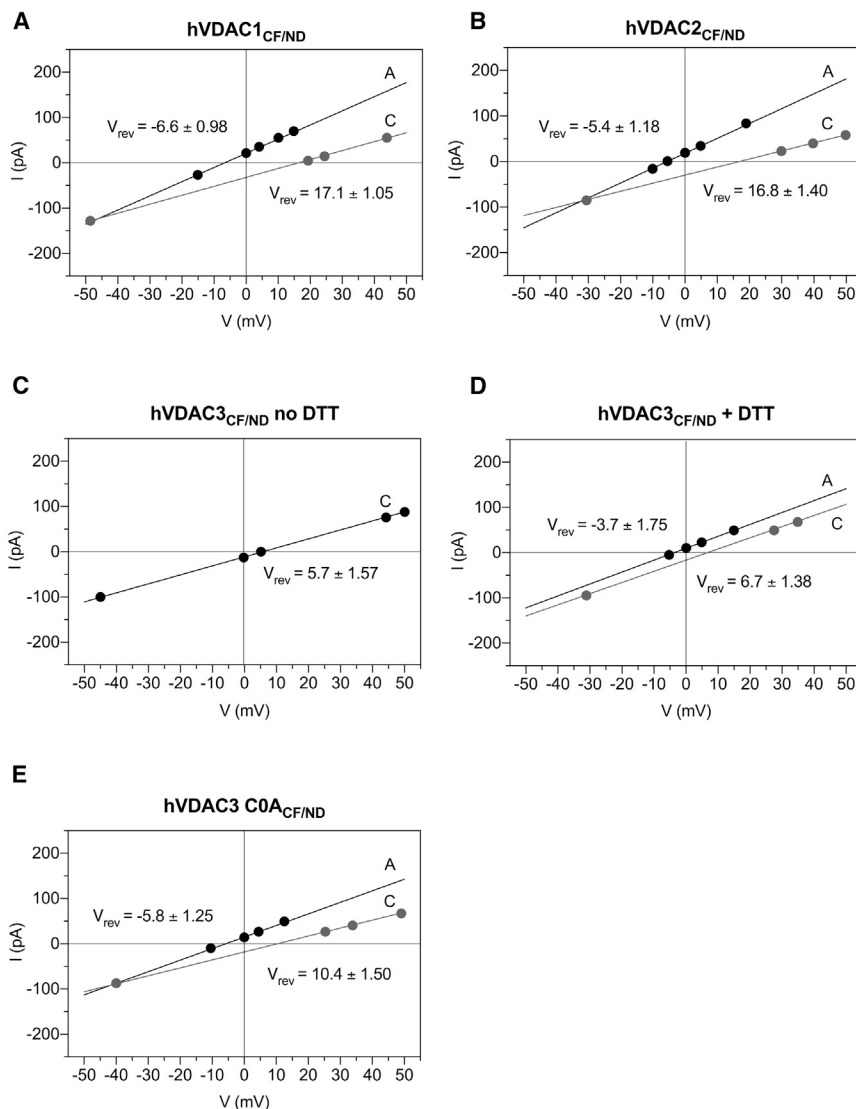 A
hVDAC1CF/ND
200
100
0
-100
-200
I (pA)
A
C
Vrev = -6.6 ± 0.98
Vrev = 17.1 ± 1.05
-50 -40 -30 -20 -10 0 10 20 30 40 50
V (mV)
B
hVDAC2CF/ND
200
100
0
-100
-200
I (pA)
A
C
Vrev = -5.4 ± 1.18
Vrev = 16.8 ± 1.40
-50 -40 -30 -20 -10 0 10 20 30 40 50
V (mV)
C
hVDAC3CF/ND no DTT
200
100
0
-100
-200
I (pA)
C
Vrev = 5.7 ± 1.57
-50 -40 -30 -20 -10 0 10 20 30 40 50
V (mV)
D
hVDAC3CF/ND + DTT
200
100
0
-100
-200
I (pA)
A
C
Vrev = -3.7 ± 1.75
Vrev = 6.7 ± 1.38
-50 -40 -30 -20 -10 0 10 20 30 40 50
V (mV)
E
hVDAC3 C0ACF/ND
200
100
0
-100
-200
I (pA)
A
C
Vrev = -5.8 ± 1.25
Vrev = 10.4 ± 1.50
-50 -40 -30 -20 -10 0 10 20 30 40 50
V (mV)